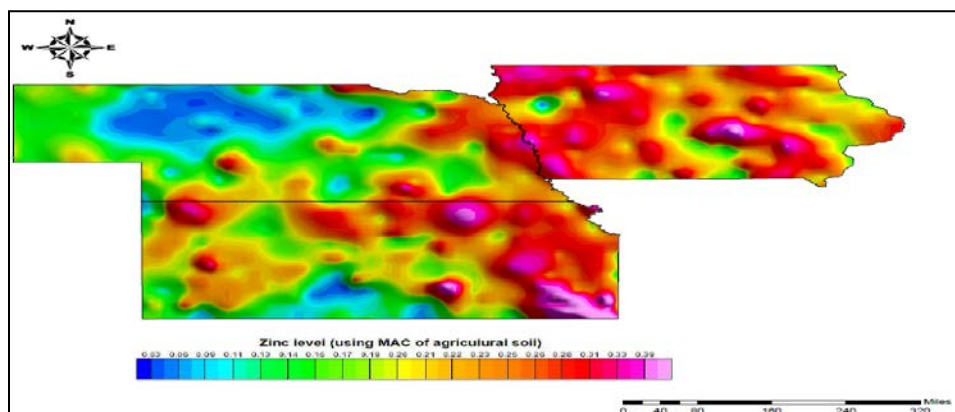 N
W E
S
Zinc level (using MAC of agriculural soil)
0.03 0.06 0.09 0.11 0.13 0.14 0.16 0.17 0.18 0.19 0.20 0.21 0.22 0.23 0.25 0.26 0.28 0.31 0.33 0.39
Miles
0 40 80 160 240 320